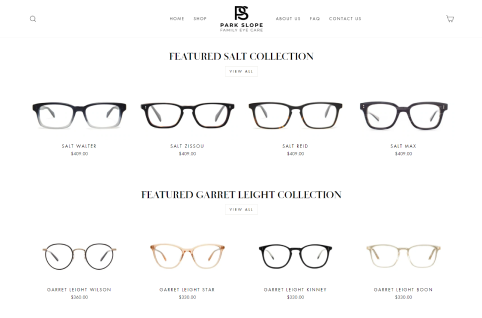 HOME SHOP
PS
PARK SLOPE
FAMILY EYE CARE
ABOUT US FAQ CONTACT US
FEATURED SALT COLLECTION
VIEW ALL
SALT WALTER SALT ZISSOU SALT REID SALT MAX
$409.00 $409.00 $409.00 $409.00
FEATURED GARRET LEIGHT COLLECTION
VIEW ALL
GARRET LEIGHT WILSON GARRET LEIGHT STAR GARRET LEIGHT KINNEY GARRET LEIGHT BOON
$360.00 $330.00 $330.00 $330.00